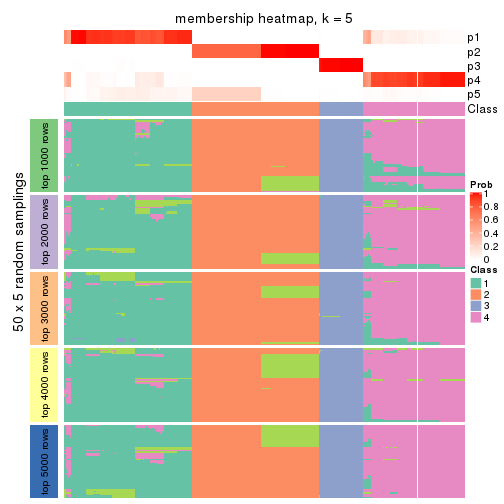 membership heatmap, k = 5
p1
p2
p3
p4
p5
Class
50 x 5 random samplings
top 1000 rows
top 2000 rows
top 3000 rows
top 4000 rows
top 5000 rows
Prob
1
0.8
0.6
0.4
0.2
0
Class
1
2
3
4